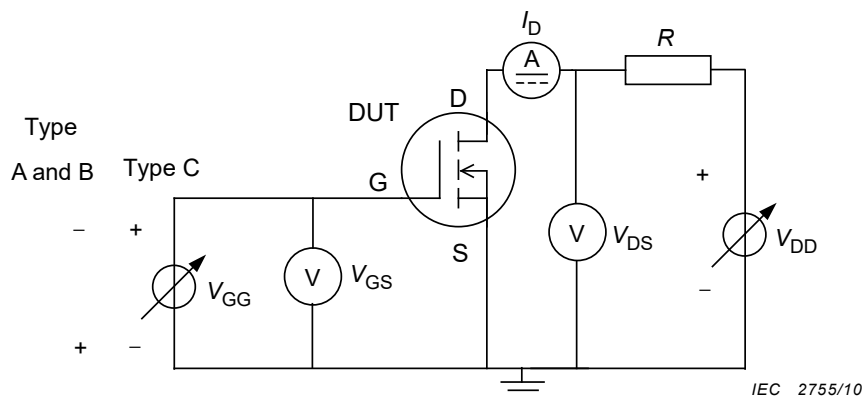 I_D
A
R
D
DUT
Type
A and B Type C
G
+
− +
V
V_DS
V_DD
S
V
V_GS
V_GG
−
+ −
IEC 2755/10